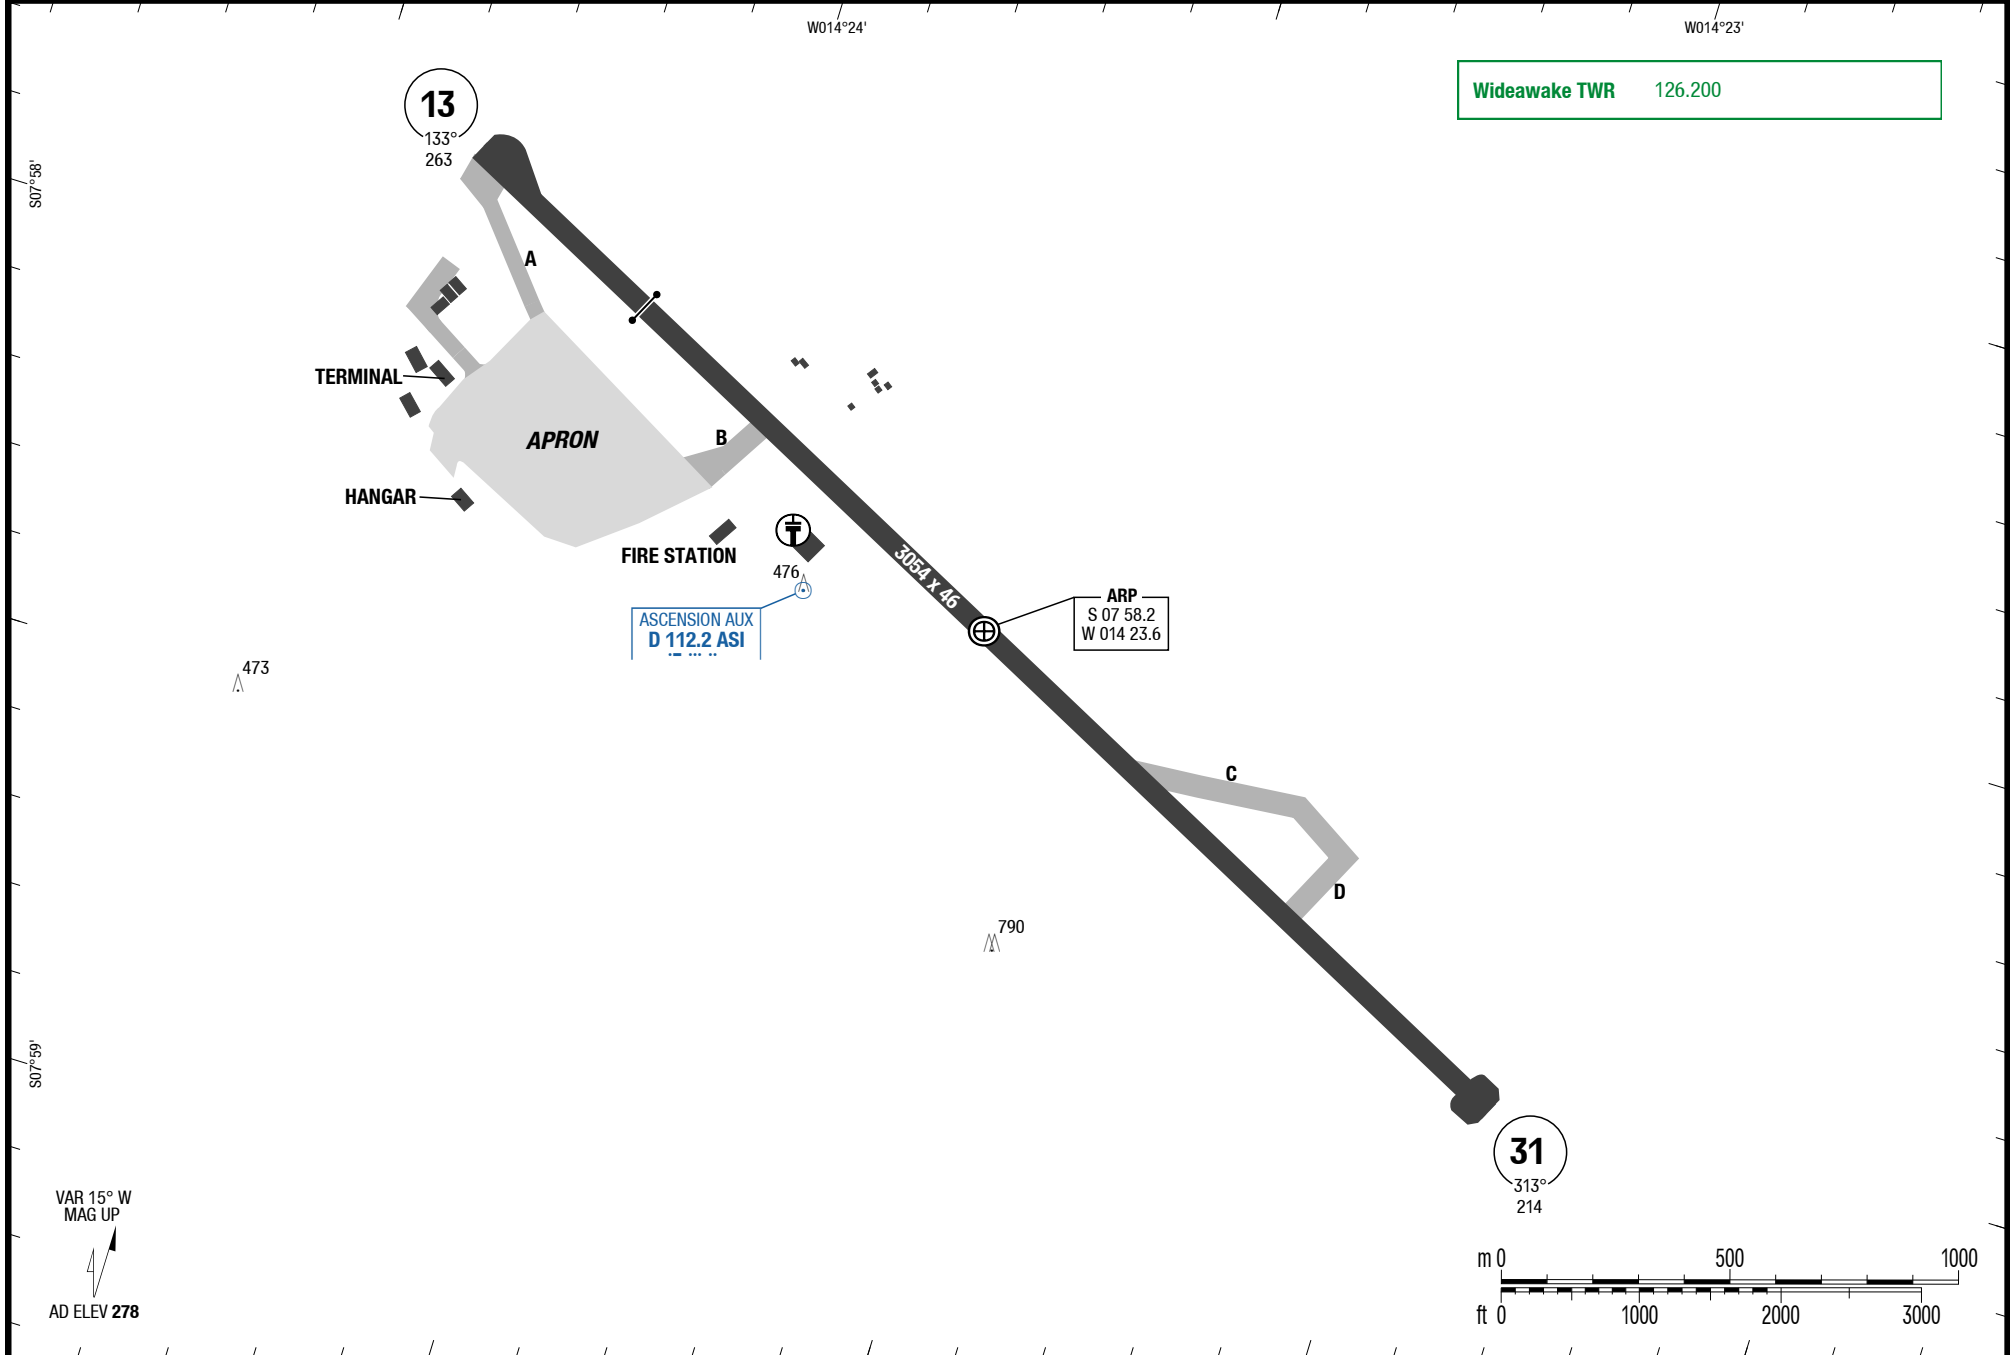 W014°24'
W014°23'
Wideawake TWR 126.200
13
133°
263
S07°58'
A
TERMINAL
APRON
B
HANGAR
FIRE STATION
476
ASCENSION AUX
D 112.2 ASI
3054 x 46
ARP
S 07 58.2
W 014 23.6
473
C
D
790
S07°59'
31
313°
214
VAR 15° W
MAG UP
AD ELEV 278
m 0 500 1000
ft 0 1000 2000 3000